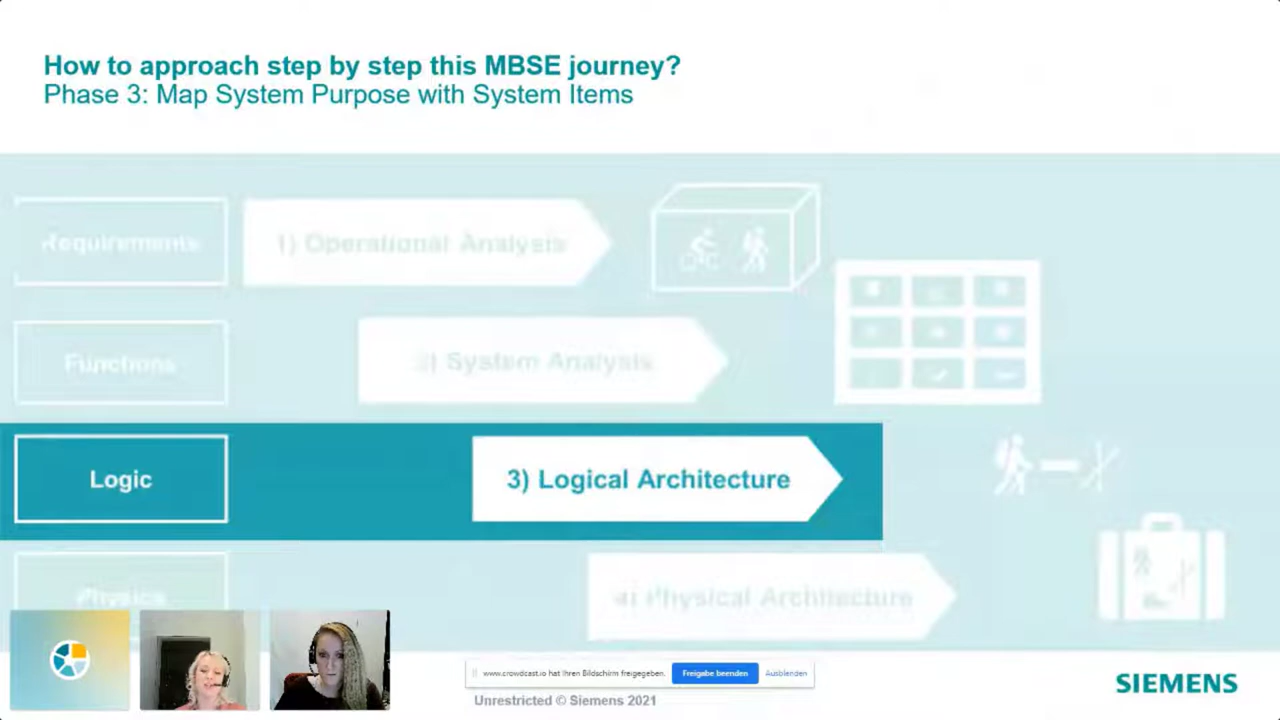 How to approach step by step this MBSE journey?
Phase 3: Map System Purpose with System Items
Requirements
1) Operational Analysis
Functions
2) System Analysis
Logic
3) Logical Architecture
Physics
4) Physical Architecture
www.crowdcast.io hat Ihren Bildschirm freigegeben.
Freigabe beenden
Ausblenden
Unrestricted © Siemens 2021
SIEMENS